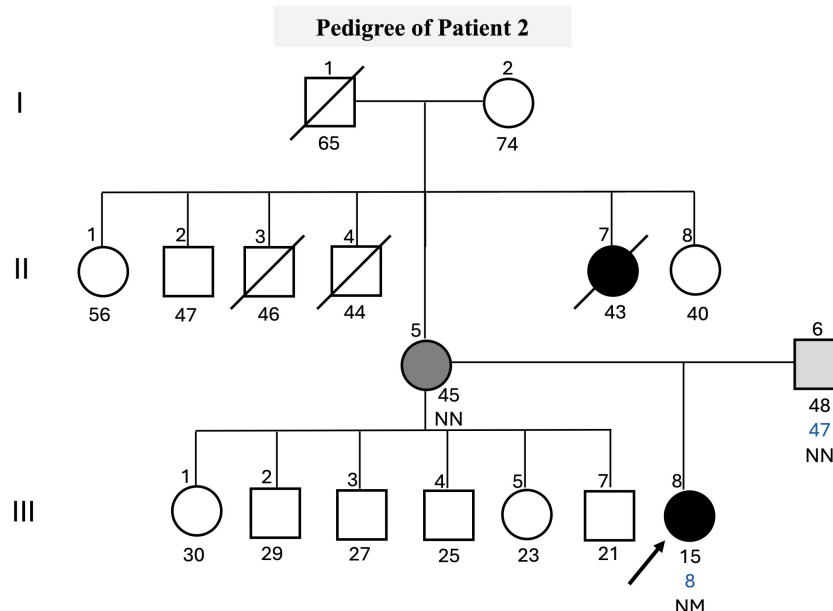 Pedigree of Patient 2
I
1 2
65 74
II
1 2 3 4 7 8
56 47 46 44 43 40
5 6
45 48
NN 47
NN
III
1 2 3 4 5 7 8
30 29 27 25 23 21 15
8
NM